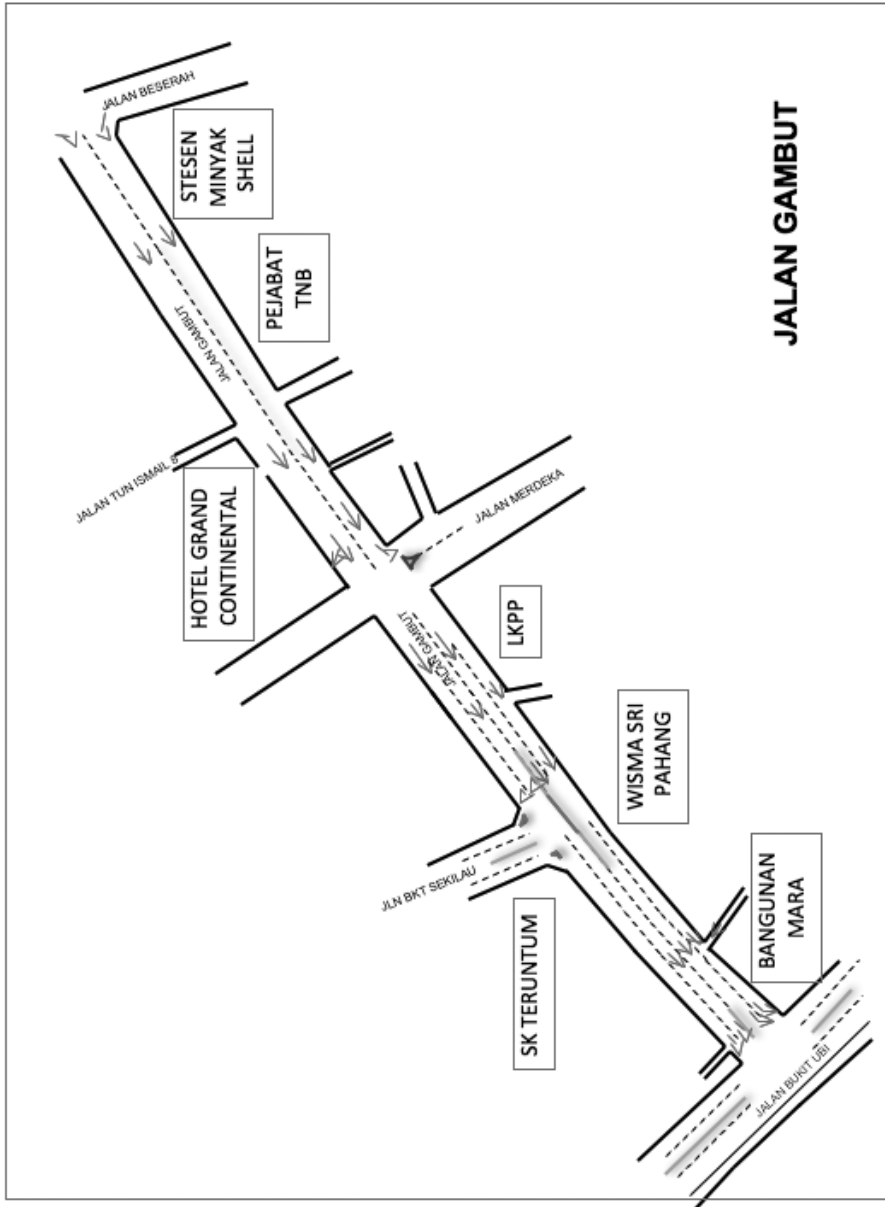 JALAN BESERAH
STESEN
MINYAK
SHELL
PEJABAT
TNB
JALAN GAMBUT
JALAN TUN ISMAIL
HOTEL GRAND
CONTINENTAL
JALAN MERDEKA
JALAN GAMBUT
LKPP
WISMA SRI
PAHANG
JLN BKT SEKILAU
SK TERUNTUM
BANGUNAN
MARA
JALAN BUKIT UBI
JALAN GAMBUT